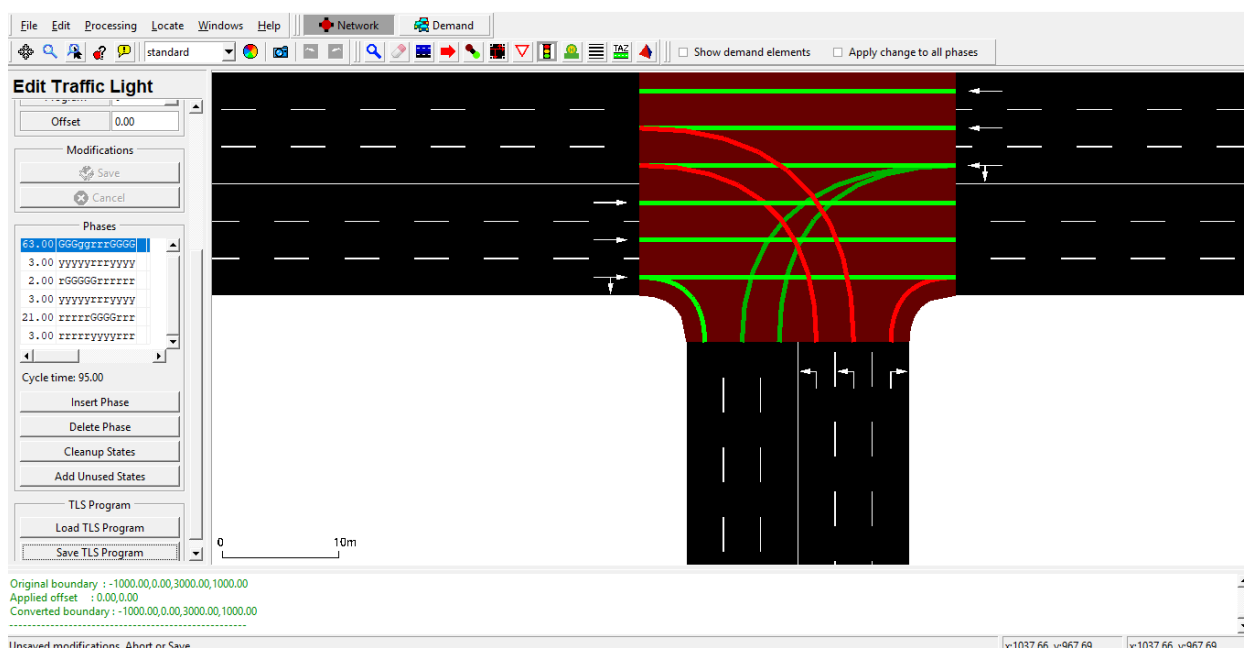 File Edit Processing Locate Windows Help Network Demand
standard TAZ Show demand elements Apply change to all phases
Edit Traffic Light
Offset 0.00
Modifications
Save
Cancel
Phases
63.00 GGGggrrrGGGG
3.00 yyyyyrrryyyy
2.00 rGGGGGrrrrrr
3.00 yyyyyrrryyyy
21.00 rrrrrGGGGrrr
3.00 rrrrryyyyrrr
Cycle time: 95.00
Insert Phase
Delete Phase
Cleanup States
Add Unused States
TLS Program
Load TLS Program
Save TLS Program
0 10m
Original boundary : -1000.00,0.00,3000.00,1000.00
Applied offset : 0.00,0.00
Converted boundary : -1000.00,0.00,3000.00,1000.00
----------------------------------------------------
Unsaved modifications. Abort or Save x:1037.66, y:967.69 x:1037.66, y:967.69